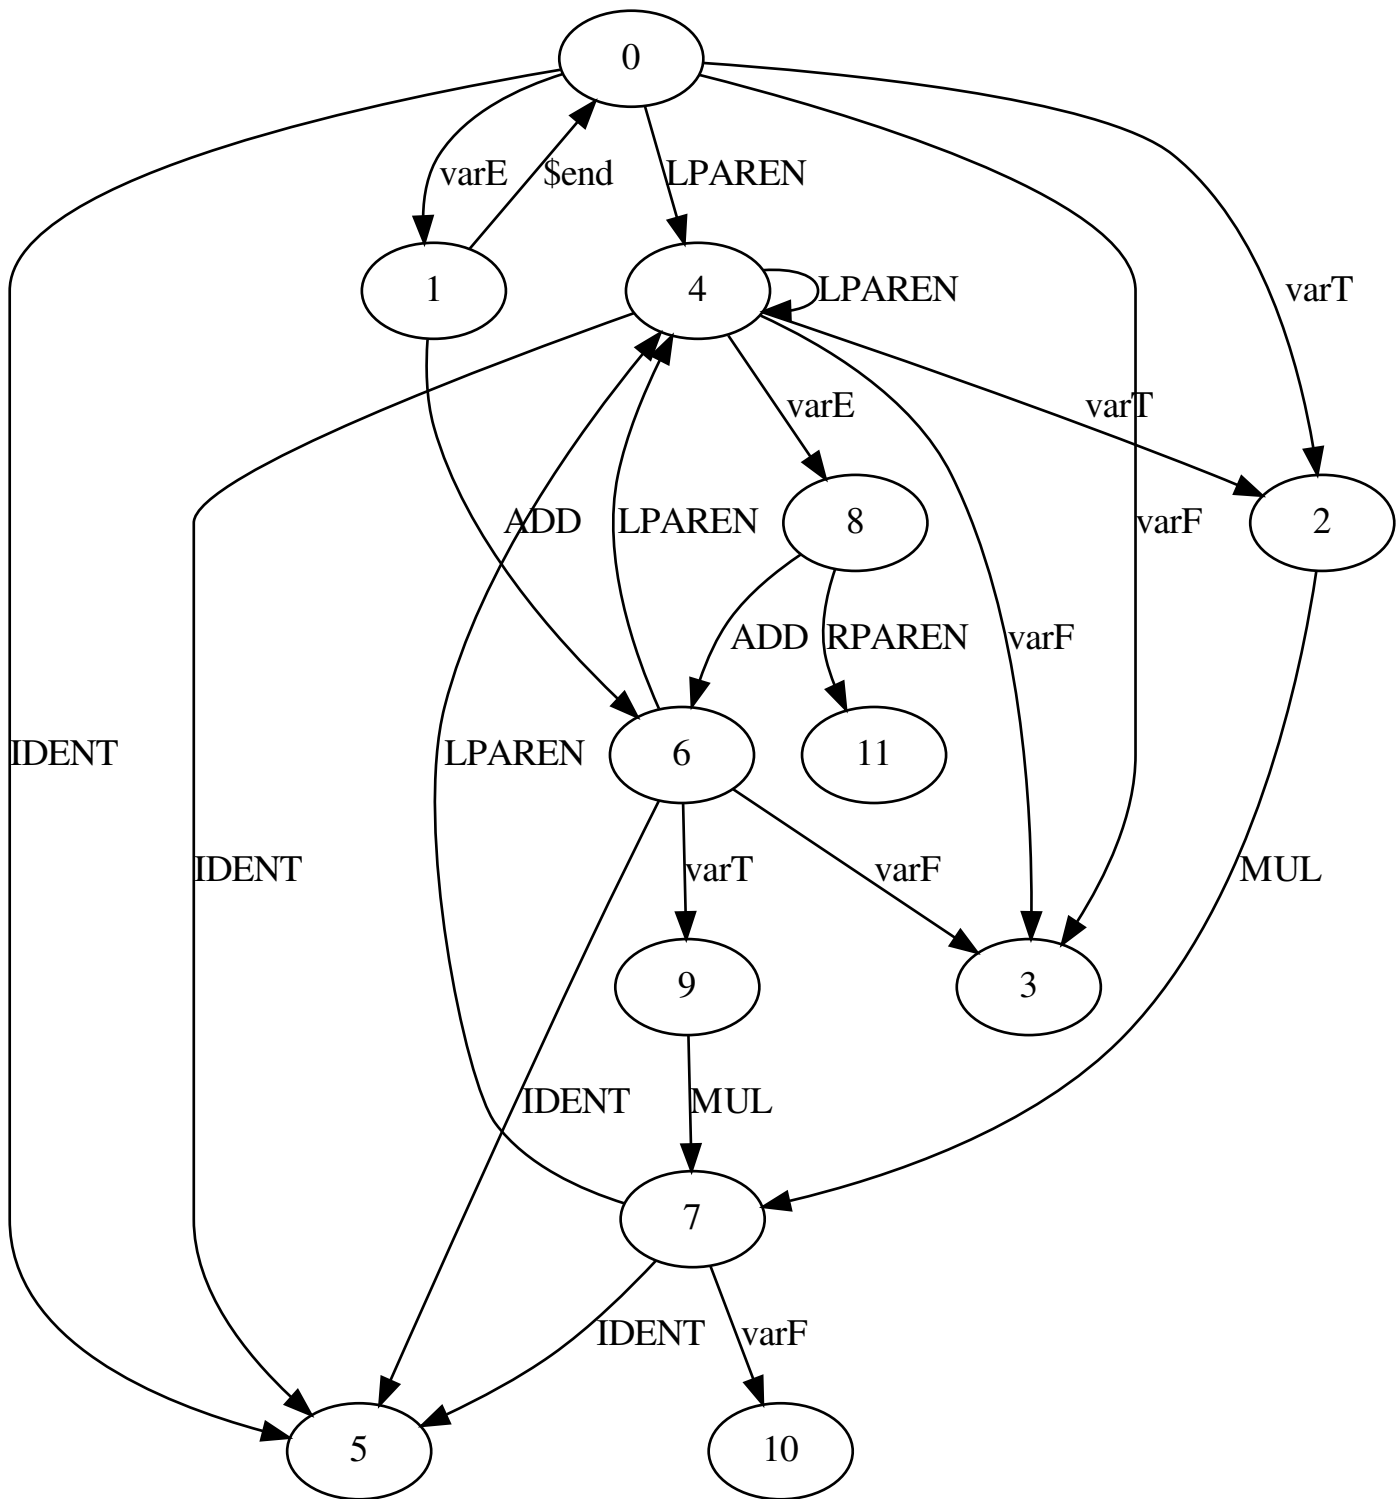 0
varE
$end
LPAREN
1
4
LPAREN
varT
varE
varT
ADD
LPAREN
8
varF
2
ADD
RPAREN
varF
IDENT
LPAREN
6
11
IDENT
varT
varF
MUL
9
3
IDENT
MUL
7
IDENT
varF
5
10